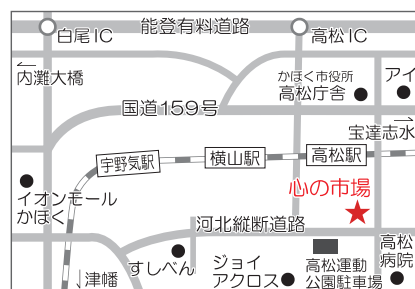 能登有料道路
白尾IC
高松IC
←
内灘大橋
かほく市役所
高松庁舎
アイ
国道159号
→
宝達志水
宇野気駅
横山駅
高松駅
イオンモール
かほく
心の市場
★
河北縦断道路
すしべん
ジョイ
アクロス
高松運動
公園駐車場
高松
病院
↓津幡